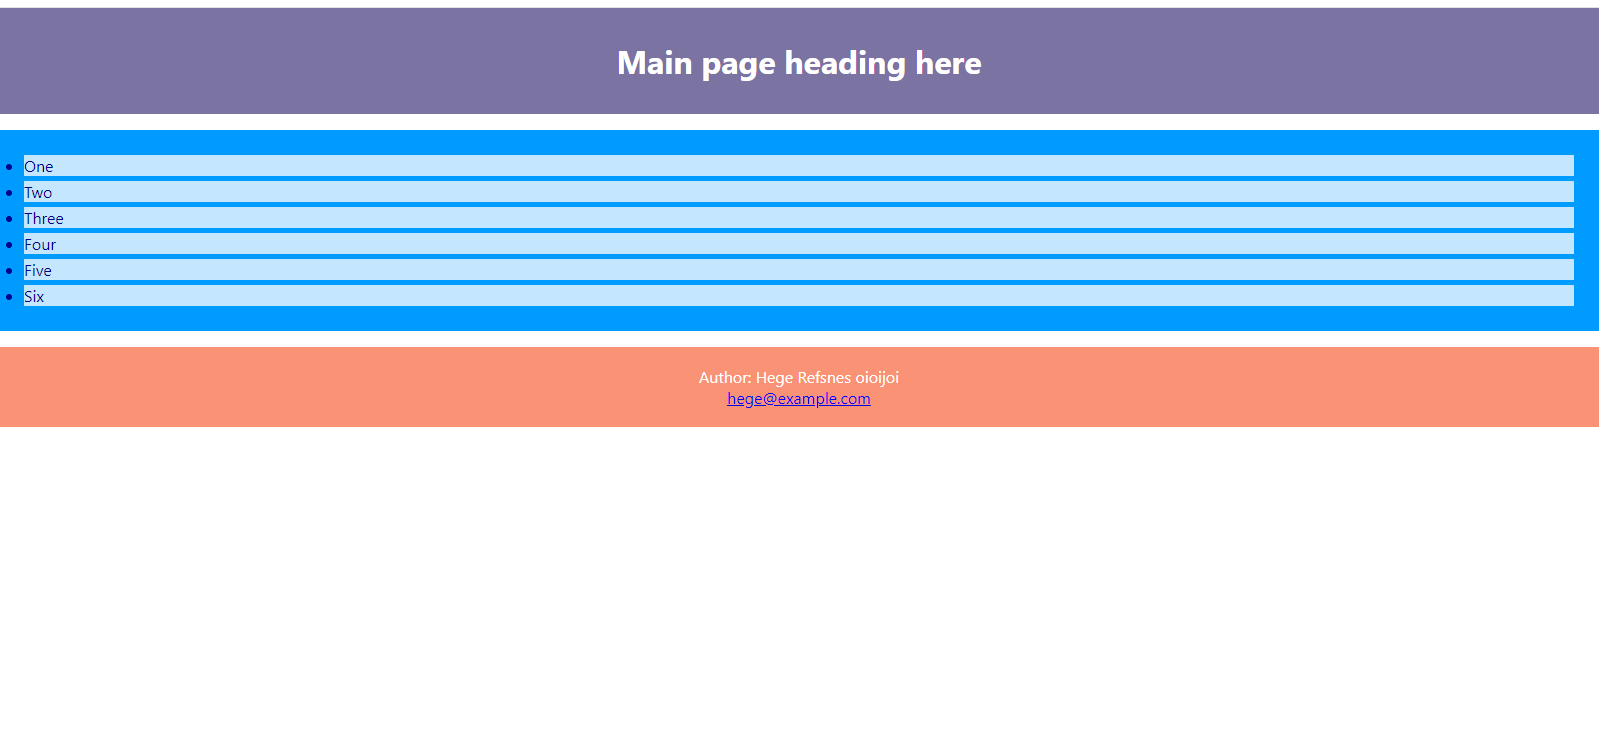 Main page heading here
One
Two
Three
Four
Five
Six
Author: Hege Refsnes oioijoi
hege@example.com